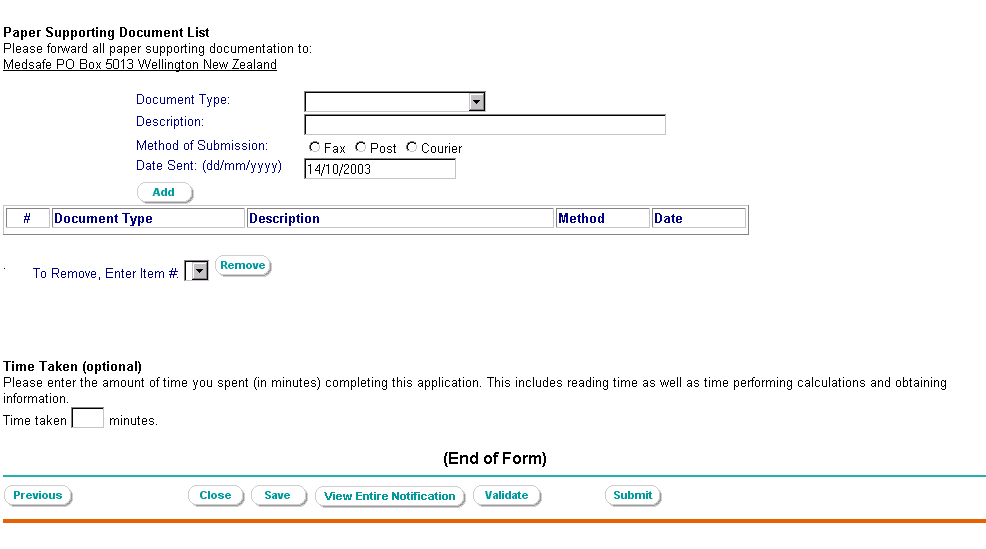 Paper Supporting Document List
Please forward all paper supporting documentation to:
Medsafe PO Box 5013 Wellington New Zealand
Document Type:
Description:
Method of Submission: Fax Post Courier
Date Sent: (dd/mm/yyyy) 14/10/2003
Add
# Document Type Description Method Date
To Remove, Enter Item #: Remove
Time Taken (optional)
Please enter the amount of time you spent (in minutes) completing this application. This includes reading time as well as time performing calculations and obtaining
information.
Time taken minutes.
(End of Form)
Previous Close Save View Entire Notification Validate Submit